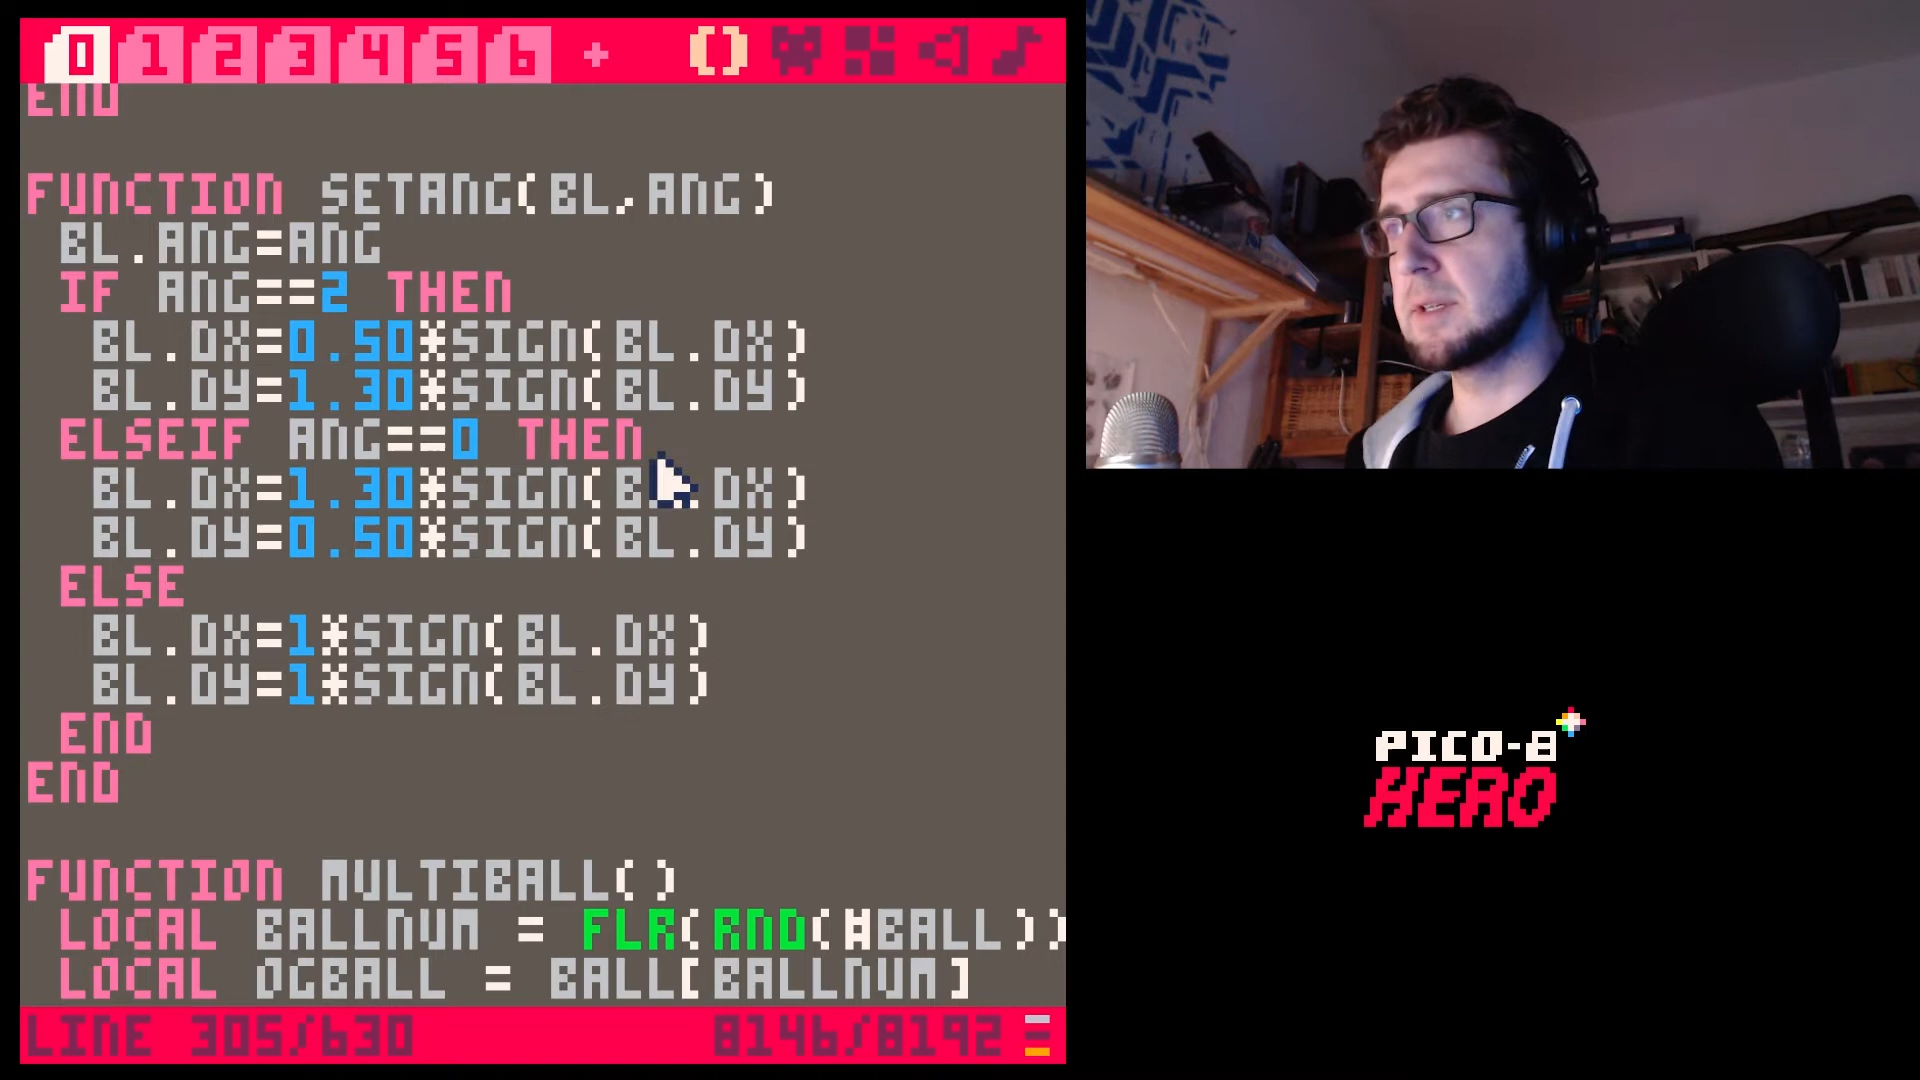 0 1 2 3 4 5 6 +
END
FUNCTION SETANG(BL,ANG)
BL.ANG=ANG
IF ANG==2 THEN
BL.DX=0.50*SIGN(BL.DX)
BL.DY=1.30*SIGN(BL.DY)
ELSEIF ANG==0 THEN
BL.DX=1.30*SIGN(BL.DX)
BL.DY=0.50*SIGN(BL.DY)
ELSE
BL.DX=1*SIGN(BL.DX)
BL.DY=1*SIGN(BL.DY)
END
END
FUNCTION MULTIBALL()
LOCAL BALLNUM = FLR(RND(#BALL))
LOCAL OGBALL = BALL[BALLNUM]
LINE 305/630 8146/8192
PICO-8
HERO